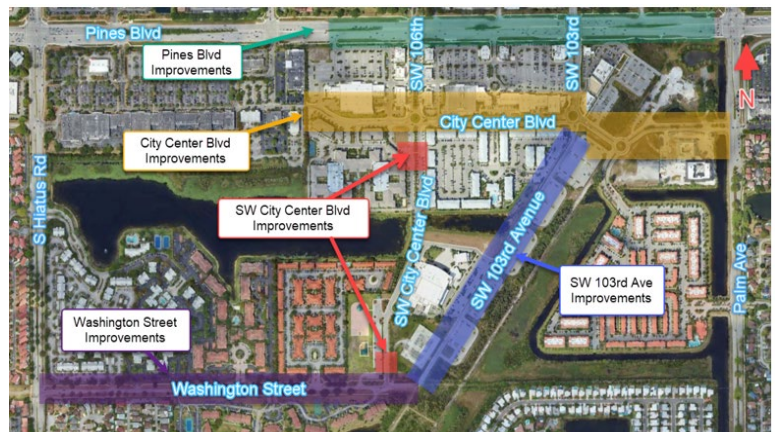 Pines Blvd
SW 106th
SW 103rd
Pines Blvd
Improvements
N
City Center Blvd
City Center Blvd
Improvements
S Hiatus Rd
SW City Center Blvd
Improvements
SW City Center Blvd
SW 103rd Avenue
SW 103rd Ave
Improvements
Palm Ave
Washington Street
Improvements
Washington Street